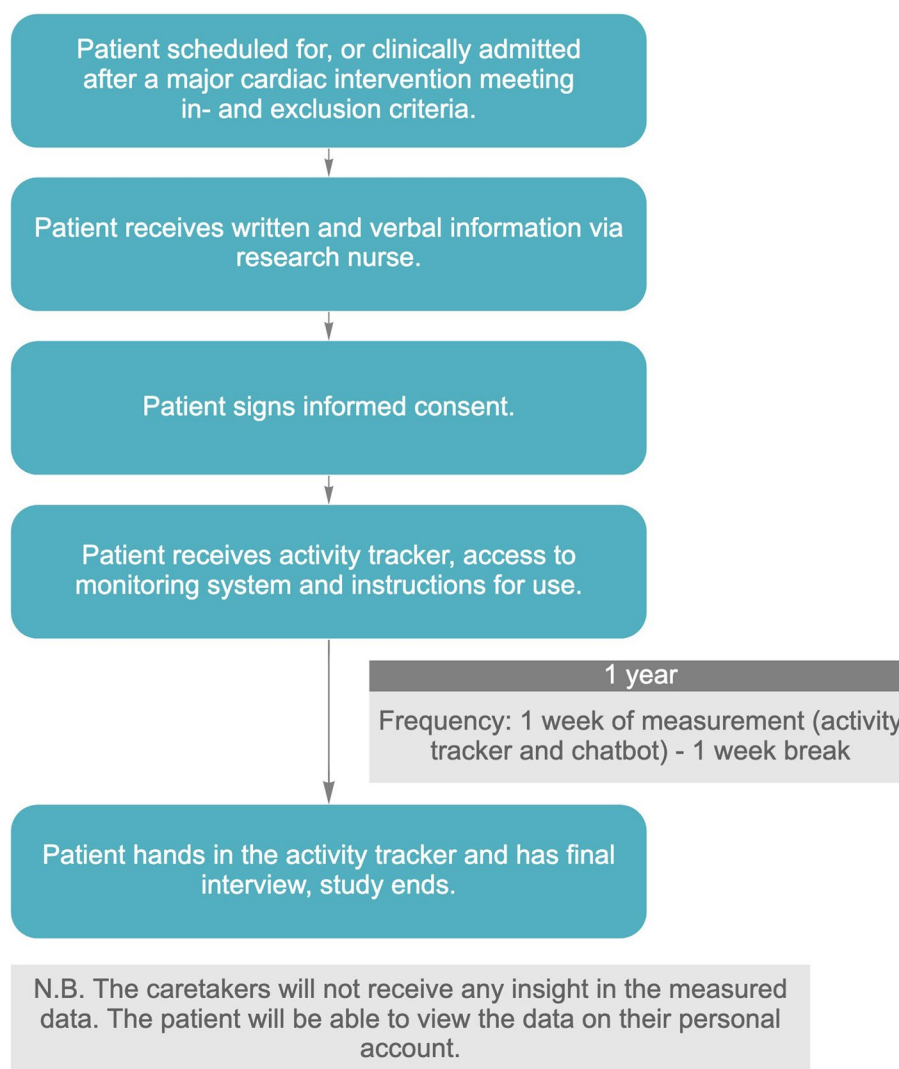 Patient scheduled for, or clinically admitted
after a major cardiac intervention meeting
in- and exclusion criteria.
Patient receives written and verbal information via
research nurse.
Patient signs informed consent.
Patient receives activity tracker, access to
monitoring system and instructions for use.
1 year
Frequency: 1 week of measurement (activity
tracker and chatbot) - 1 week break
Patient hands in the activity tracker and has final
interview, study ends.
N.B. The caretakers will not receive any insight in the measured
data. The patient will be able to view the data on their personal
account.